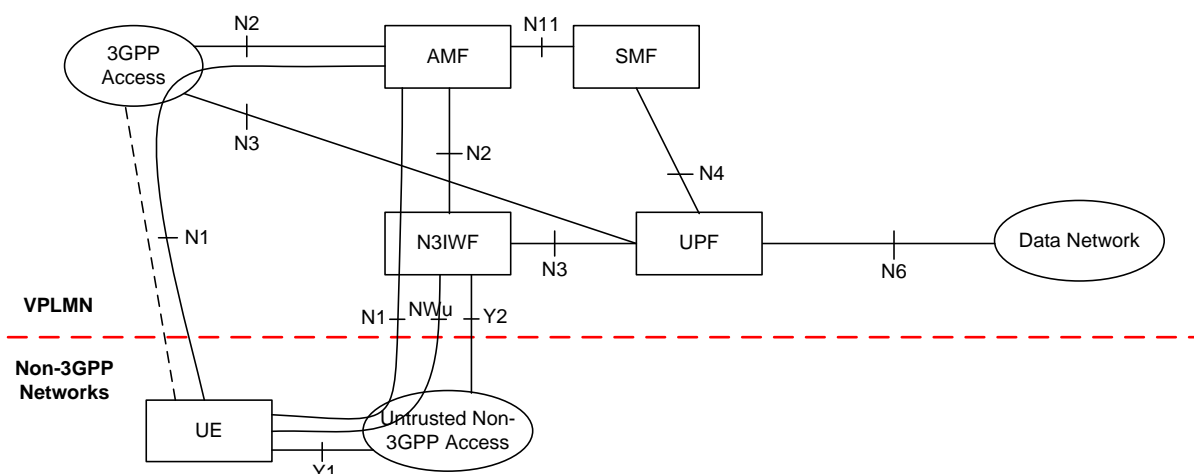 N2
N11
3GPP
Access
AMF
SMF
N3
N2
N4
N1
N3IWF
N3
UPF
N6
Data Network
VPLMN
N1
NWu
Y2
Non-3GPP
Networks
UE
Untrusted Non-
3GPP Access
Y1